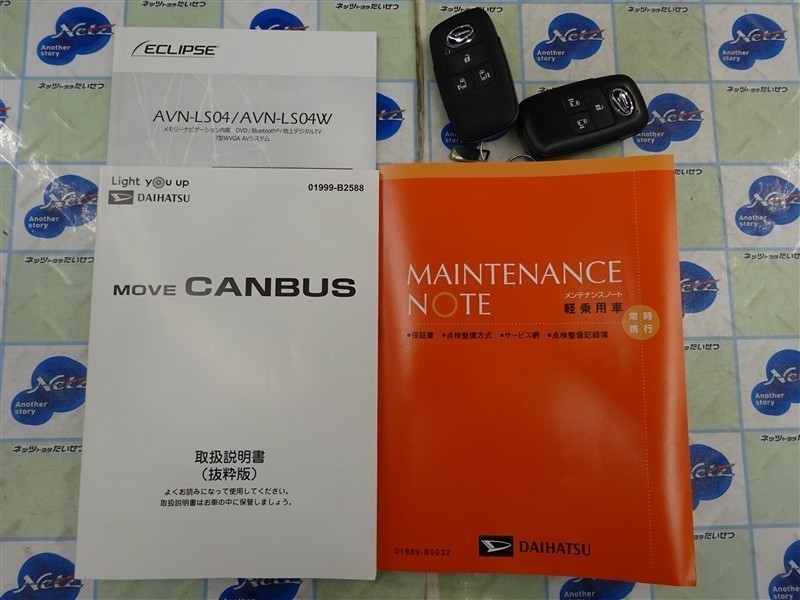 ECLIPSE
AVN-LS04/AVN-LS04W
メモリーナビゲーション内蔵 DVD/Bluetooth®/地上デジタルTV
7型WVGA AVシステム
Light you up
DAIHATSU
01999-B2588
MOVE CANBUS
取扱説明書
(抜粋版)
よくお読みになって使用してください。
取扱説明書はお車の中に保管しましょう。
MAINTENANCE
NOTE
メンテナンスノート
軽乗用車
常時
携行
●保証書 ●点検整備方式 ●サービス網 ●点検整備記録簿
01989-B2032
DAIHATSU
Netz
Another
story
ネッツトヨタだいせつ